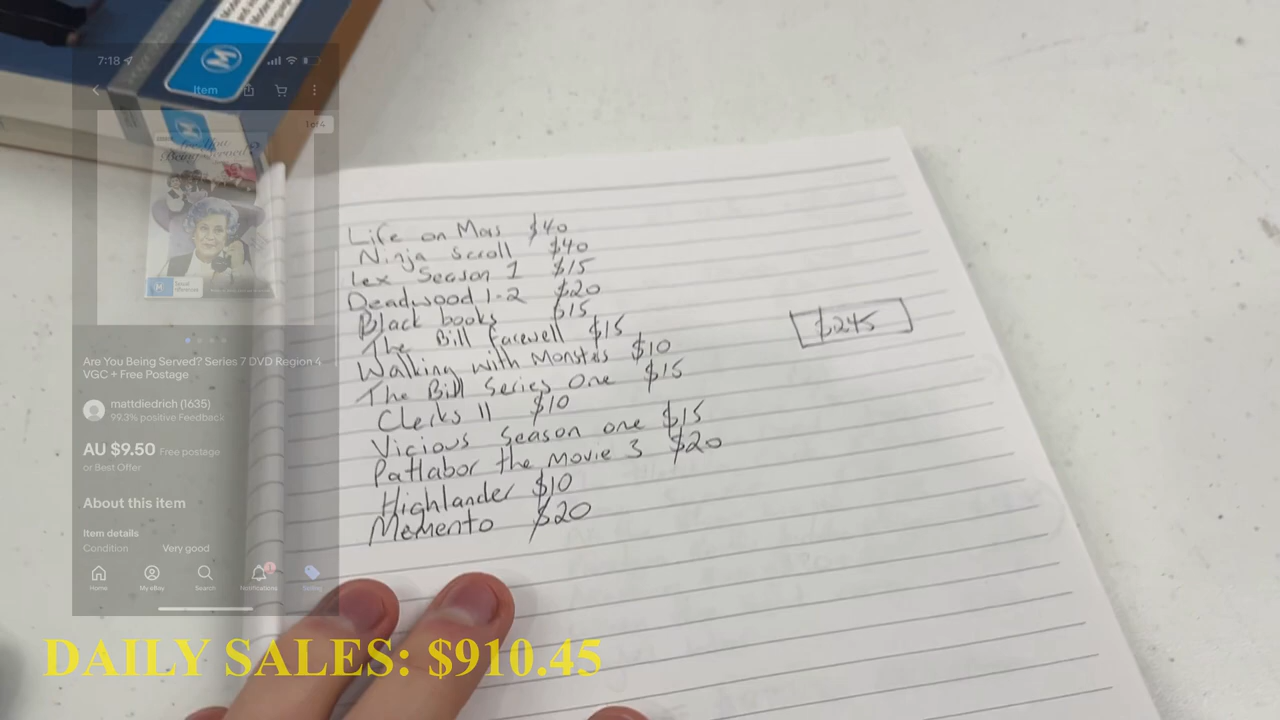 7:18
Item
1 of 4
Being Served?
Are You Being Served? Series 7 DVD Region 4
VGC + Free Postage
mattdiedrich (1635)
99.3% positive Feedback
AU $9.50 Free postage
or Best Offer
About this item
Item details
Condition Very good
Home
My eBay
Search
Notifications
Selling
Life on Mars $40
Ninja Scroll $40
Lex Season 1 $15
Deadwood 1-2 $20
Black books $15
The Bill farewell $15
Walking with Monsters $10
The Bill Series One $15
Clerks II $10
Vicious Season one $15
Patlabor the movie 3 $20
Highlander $10
Memento $20
$245
DAILY SALES: $910.45